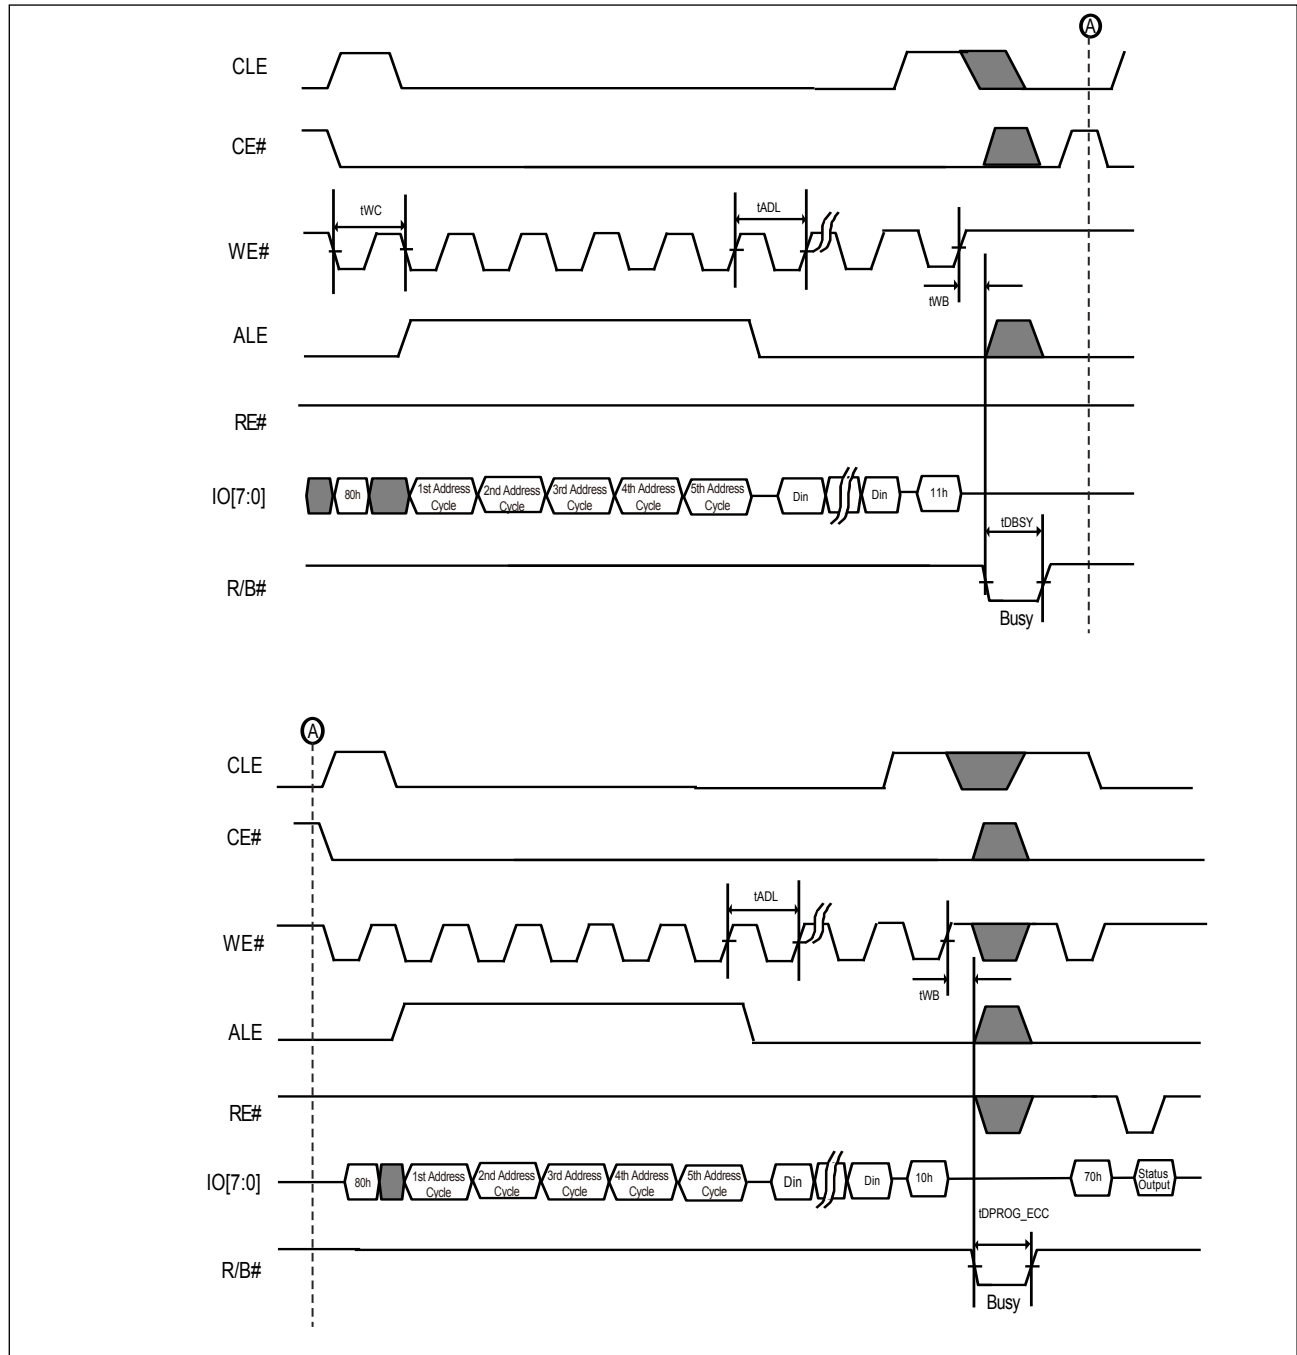 A
CLE
CE#
tWC
tADL
WE#
tWB
ALE
RE#
IO[7:0]
80h
1st Address
Cycle
2nd Address
Cycle
3rd Address
Cycle
4th Address
Cycle
5th Address
Cycle
Din
Din
11h
tDBSY
R/B#
Busy
A
CLE
CE#
tADL
WE#
tWB
ALE
RE#
IO[7:0]
80h
1st Address
Cycle
2nd Address
Cycle
3rd Address
Cycle
4th Address
Cycle
5th Address
Cycle
Din
Din
10h
70h
Status
Output
tDPROG_ECC
R/B#
Busy